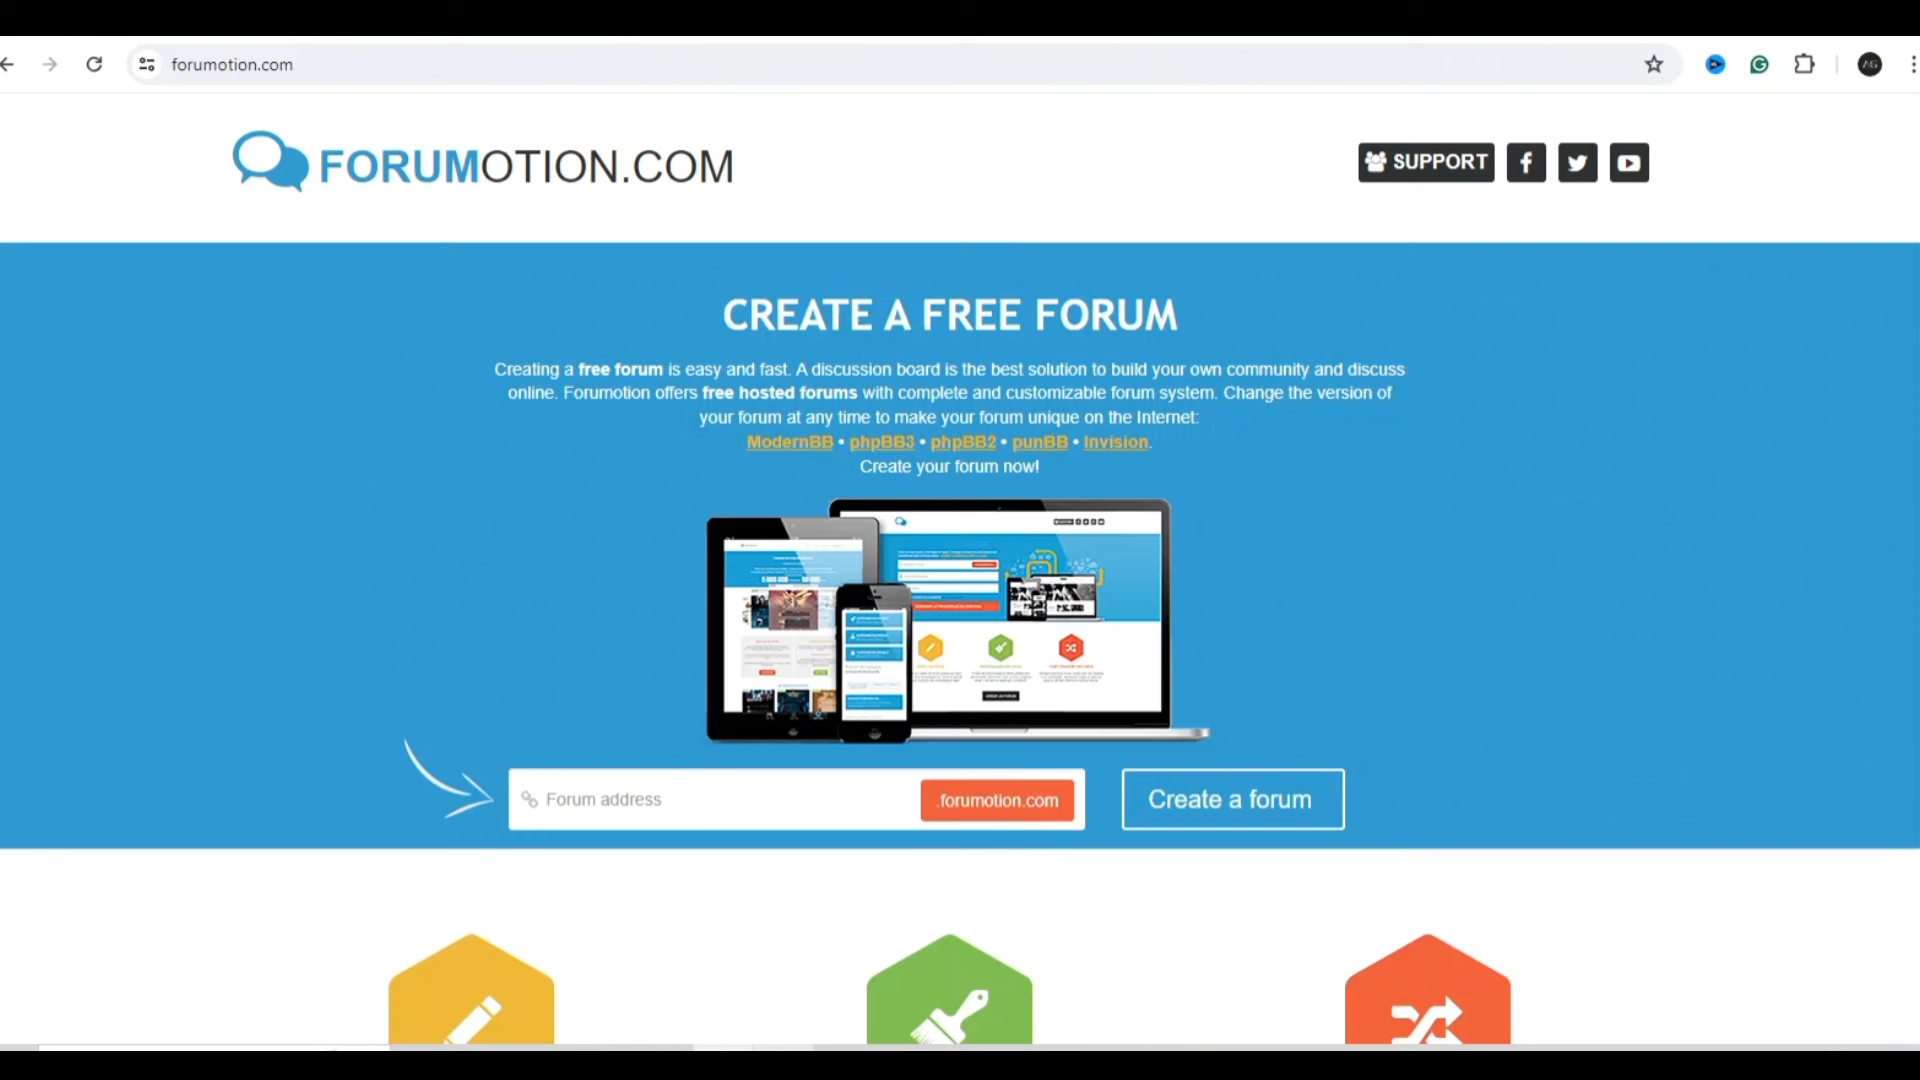 forumotion.com
AG
FORUMOTION.COM
SUPPORT
CREATE A FREE FORUM
Creating a free forum is easy and fast. A discussion board is the best solution to build your own community and discuss
online. Forumotion offers free hosted forums with complete and customizable forum system. Change the version of
your forum at any time to make your forum unique on the Internet:
ModernBB • phpBB3 • phpBB2 • punBB • Invision.
Create your forum now!
Forum address
.forumotion.com
Create a forum